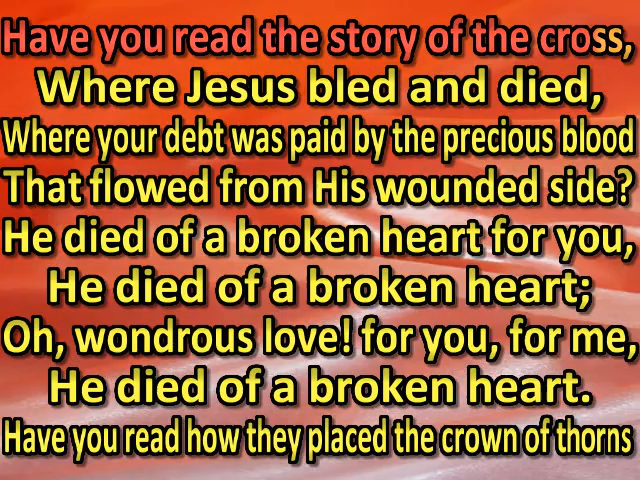 Have you read the story of the cross,
Where Jesus bled and died,
Where your debt was paid by the precious blood
That flowed from His wounded side?
He died of a broken heart for you,
He died of a broken heart;
Oh, wondrous love! for you, for me,
He died of a broken heart.
Have you read how they placed the crown of thorns